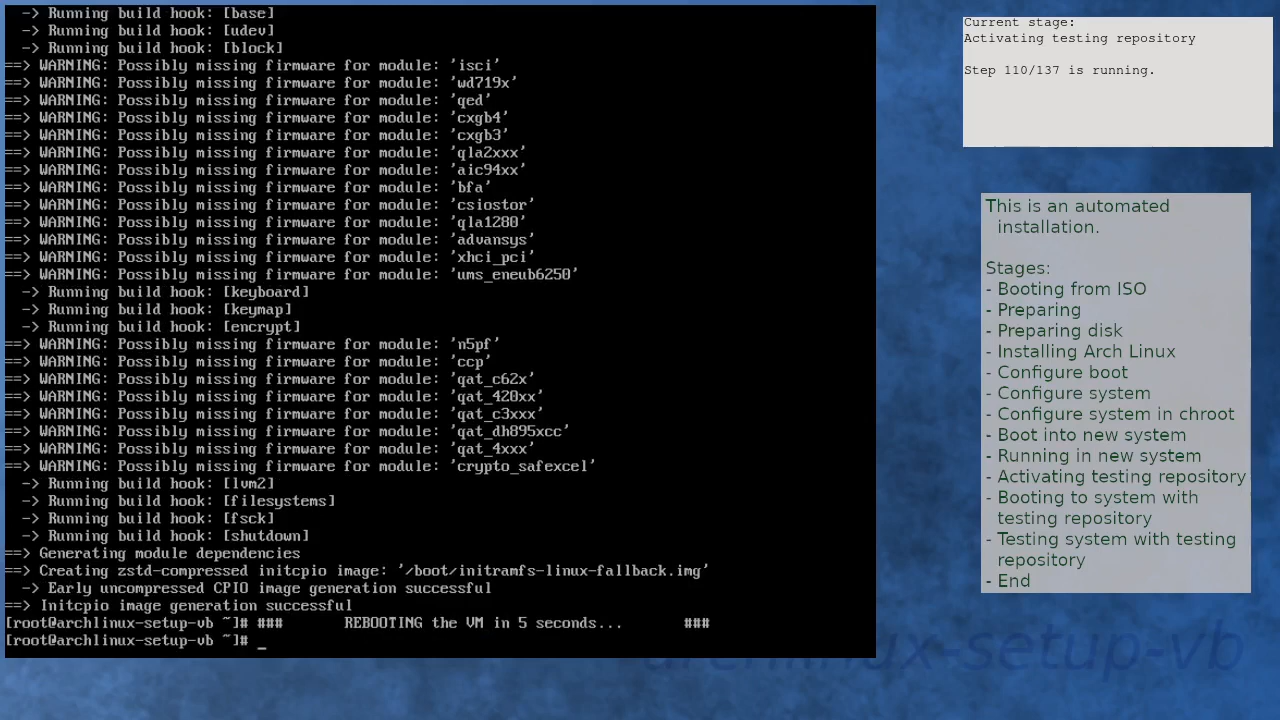 -> Running build hook: [base]
-> Running build hook: [udev]
-> Running build hook: [block]
==> WARNING: Possibly missing firmware for module: 'isci'
==> WARNING: Possibly missing firmware for module: 'wd719x'
==> WARNING: Possibly missing firmware for module: 'qed'
==> WARNING: Possibly missing firmware for module: 'cxgb4'
==> WARNING: Possibly missing firmware for module: 'cxgb3'
==> WARNING: Possibly missing firmware for module: 'qla2xxx'
==> WARNING: Possibly missing firmware for module: 'aic94xx'
==> WARNING: Possibly missing firmware for module: 'bfa'
==> WARNING: Possibly missing firmware for module: 'csiostor'
==> WARNING: Possibly missing firmware for module: 'qla1280'
==> WARNING: Possibly missing firmware for module: 'advansys'
==> WARNING: Possibly missing firmware for module: 'xhci_pci'
==> WARNING: Possibly missing firmware for module: 'ums_eneub6250'
-> Running build hook: [keyboard]
-> Running build hook: [keymap]
-> Running build hook: [encrypt]
==> WARNING: Possibly missing firmware for module: 'n5pf'
==> WARNING: Possibly missing firmware for module: 'ccp'
==> WARNING: Possibly missing firmware for module: 'qat_c62x'
==> WARNING: Possibly missing firmware for module: 'qat_420xx'
==> WARNING: Possibly missing firmware for module: 'qat_c3xxx'
==> WARNING: Possibly missing firmware for module: 'qat_dh895xcc'
==> WARNING: Possibly missing firmware for module: 'qat_4xxx'
==> WARNING: Possibly missing firmware for module: 'crypto_safexcel'
-> Running build hook: [lvm2]
-> Running build hook: [filesystems]
-> Running build hook: [fsck]
-> Running build hook: [shutdown]
==> Generating module dependencies
==> Creating zstd-compressed initcpio image: '/boot/initramfs-linux-fallback.img'
-> Early uncompressed CPIO image generation successful
==> Initcpio image generation successful
[root@archlinux-setup-vb ~]# ### REBOOTING the VM in 5 seconds... ###
[root@archlinux-setup-vb ~]# _
Current stage:
Activating testing repository
Step 110/137 is running.
This is an automated
installation.
Stages:
- Booting from ISO
- Preparing
- Preparing disk
- Installing Arch Linux
- Configure boot
- Configure system
- Configure system in chroot
- Boot into new system
- Running in new system
- Activating testing repository
- Booting to system with
testing repository
- Testing system with testing
repository
- End
archlinux-setup-vb